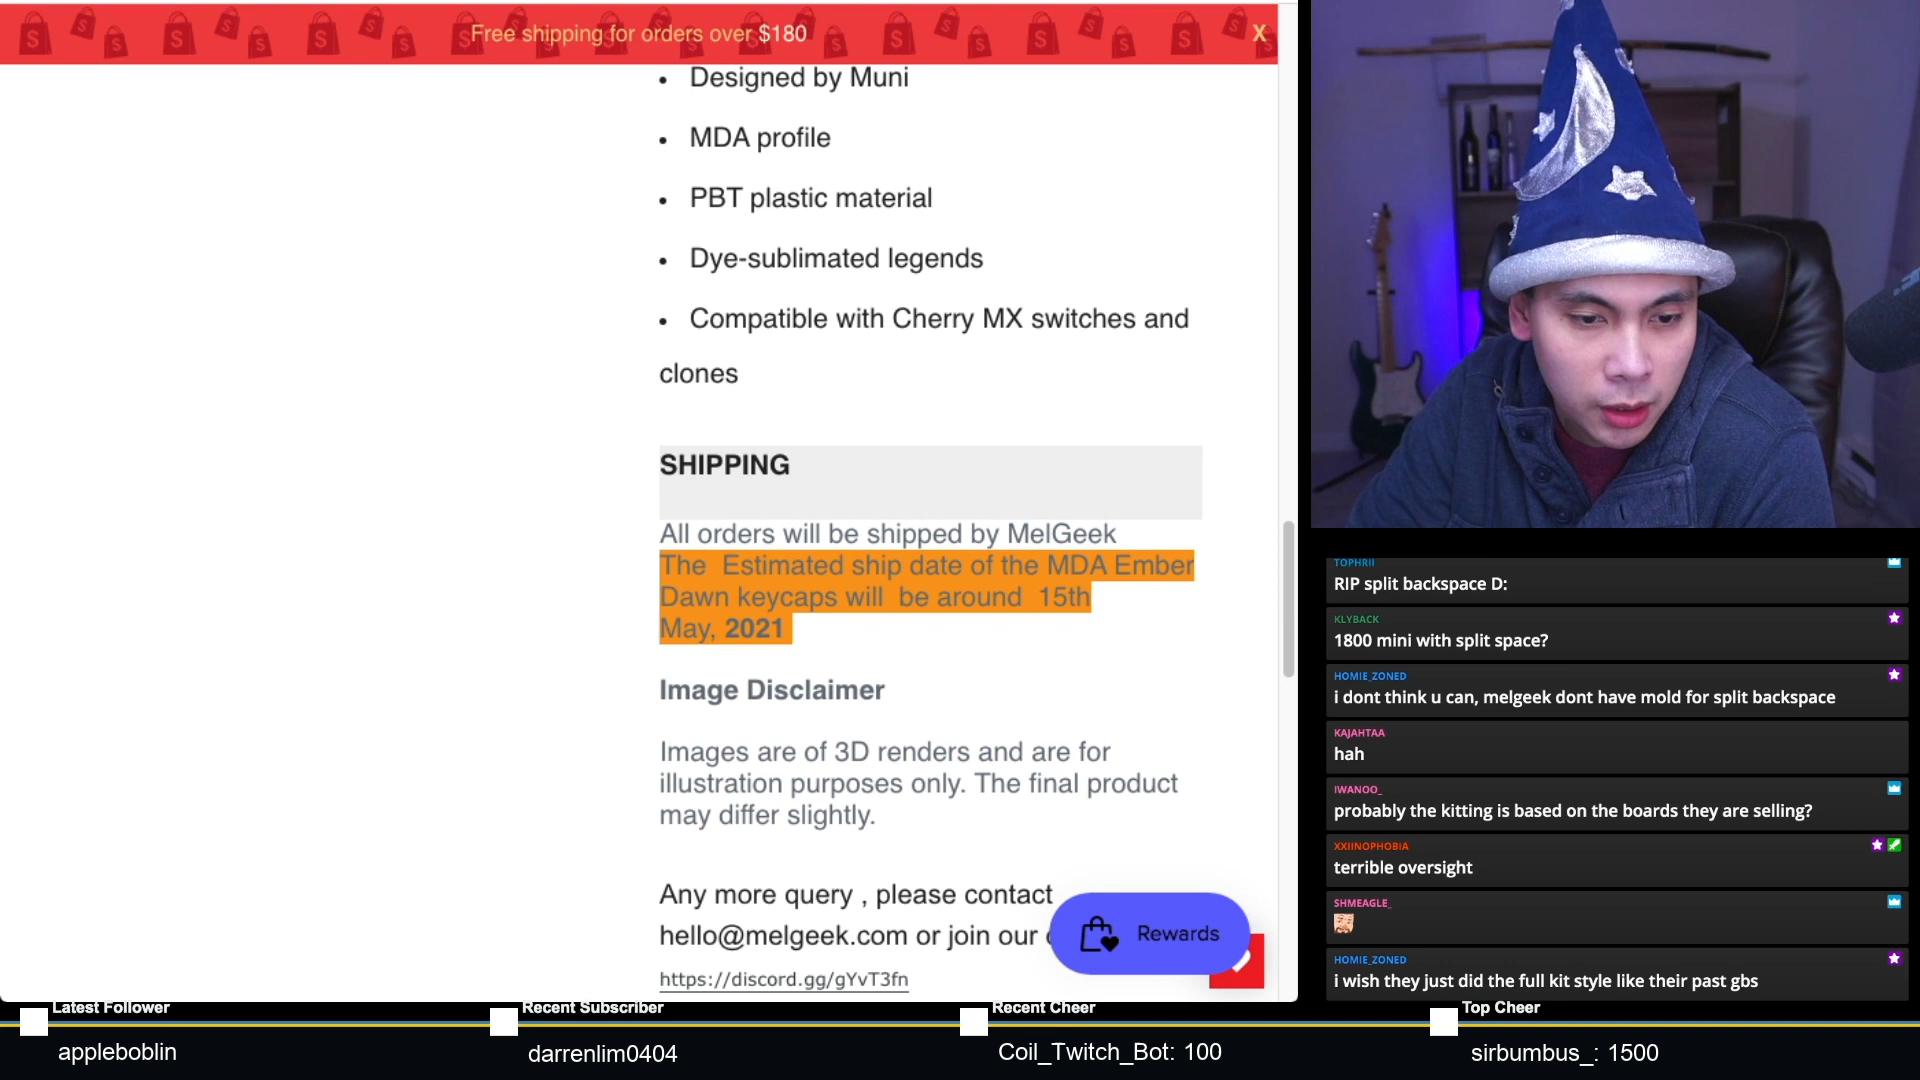 Free shipping for orders over $180
X
• Designed by Muni
• MDA profile
• PBT plastic material
• Dye-sublimated legends
• Compatible with Cherry MX switches and
clones
SHIPPING
All orders will be shipped by MelGeek
The Estimated ship date of the MDA Ember
Dawn keycaps will be around 15th
May, 2021
Image Disclaimer
Images are of 3D renders and are for
illustration purposes only. The final product
may differ slightly.
Any more query , please contact
hello@melgeek.com or join our
https://discord.gg/gYvT3fn
Rewards
TOPHRII
RIP split backspace D:
KLYBACK
1800 mini with split space?
HOMIE_ZONED
i dont think u can, melgeek dont have mold for split backspace
KAJAHTAA
hah
IWANOO_
probably the kitting is based on the boards they are selling?
XXIINOPHOBIA
terrible oversight
SHMEAGLE_
HOMIE_ZONED
i wish they just did the full kit style like their past gbs
Latest Follower
appleboblin
Recent Subscriber
darrenlim0404
Recent Cheer
Coil_Twitch_Bot: 100
Top Cheer
sirbumbus_: 1500